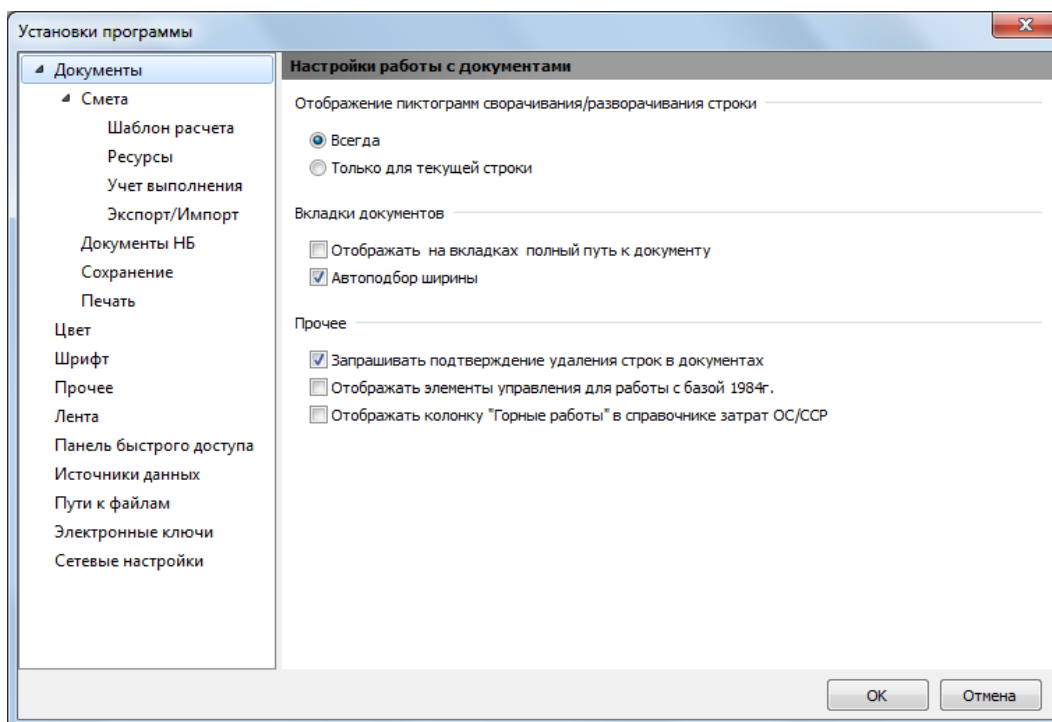 Установки программы
Документы
Смета
Шаблон расчета
Ресурсы
Учет выполнения
Экспорт/Импорт
Документы НБ
Сохранение
Печать
Цвет
Шрифт
Прочее
Лента
Панель быстрого доступа
Источники данных
Пути к файлам
Электронные ключи
Сетевые настройки
Настройки работы с документами
Отображение пиктограмм сворачивания/разворачивания строки
Всегда
Только для текущей строки
Вкладки документов
Отображать на вкладках полный путь к документу
Автоподбор ширины
Прочее
Запрашивать подтверждение удаления строк в документах
Отображать элементы управления для работы с базой 1984г.
Отображать колонку "Горные работы" в справочнике затрат ОС/ССР
ОК
Отмена